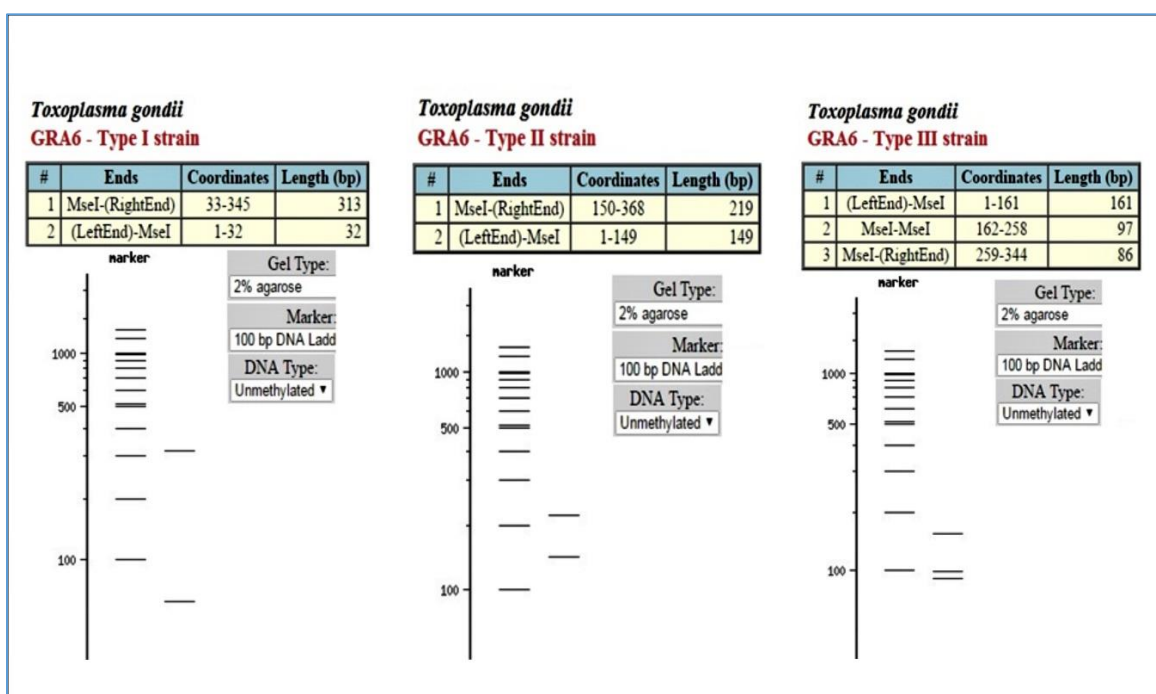 Toxoplasma gondii
GRA6 - Type I strain
# Ends Coordinates Length (bp)
1 MseI-(RightEnd) 33-345 313
2 (LeftEnd)-MseI 1-32 32
marker
Gel Type:
2% agarose
Marker:
100 bp DNA Ladd
DNA Type:
Unmethylated ▼
1000
500
100
Toxoplasma gondii
GRA6 - Type II strain
# Ends Coordinates Length (bp)
1 MseI-(RightEnd) 150-368 219
2 (LeftEnd)-MseI 1-149 149
marker
Gel Type:
2% agarose
Marker:
100 bp DNA Ladd
DNA Type:
Unmethylated ▼
1000
500
100
Toxoplasma gondii
GRA6 - Type III strain
# Ends Coordinates Length (bp)
1 (LeftEnd)-MseI 1-161 161
2 MseI-MseI 162-258 97
3 MseI-(RightEnd) 259-344 86
marker
Gel Type:
2% agarose
Marker:
100 bp DNA Ladd
DNA Type:
Unmethylated ▼
1000
500
100